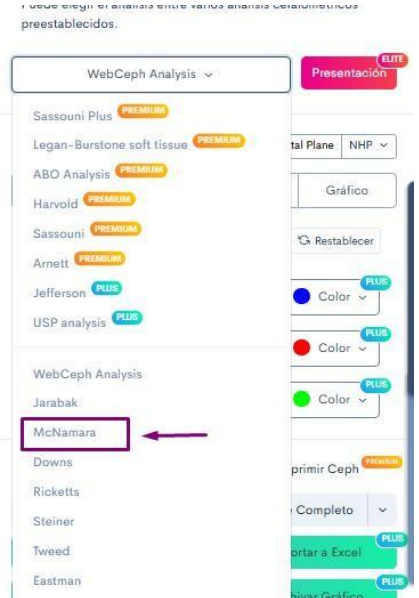 Puede elegir el análisis entre varios análisis cefalométricos
preestablecidos.
WebCeph Analysis
Presentación ELITE
Sassouni Plus PREMIUM
Legan-Burstone soft tissue PREMIUM
ABO Analysis PREMIUM
Harvold PREMIUM
Sassouni PREMIUM
Arnett PREMIUM
Jefferson PLUS
USP analysis PLUS
WebCeph Analysis
Jarabak
McNamara
Downs
Ricketts
Steiner
Tweed
Eastman
tal Plane NHP
Gráfico
Restablecer
PLUS
Color
PLUS
Color
PLUS
Color
primir Ceph PREMIUM
Completo
PLUS
ortar a Excel
PLUS
hivar Gráfico